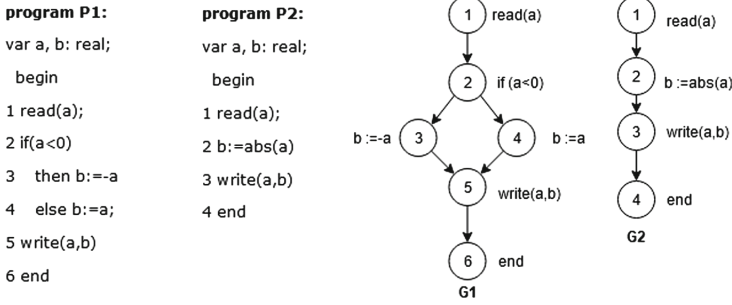 program P1:
var a, b: real;
begin
1 read(a);
2 if(a<0)
3 then b:=-a
4 else b:=a;
5 write(a,b)
6 end
program P2:
var a, b: real;
begin
1 read(a);
2 b:=abs(a)
3 write(a,b)
4 end
1 read(a)
2 if (a<0)
b :=-a 3
4 b :=a
5 write(a,b)
6 end
G1
1 read(a)
2 b :=abs(a)
3 write(a,b)
4 end
G2